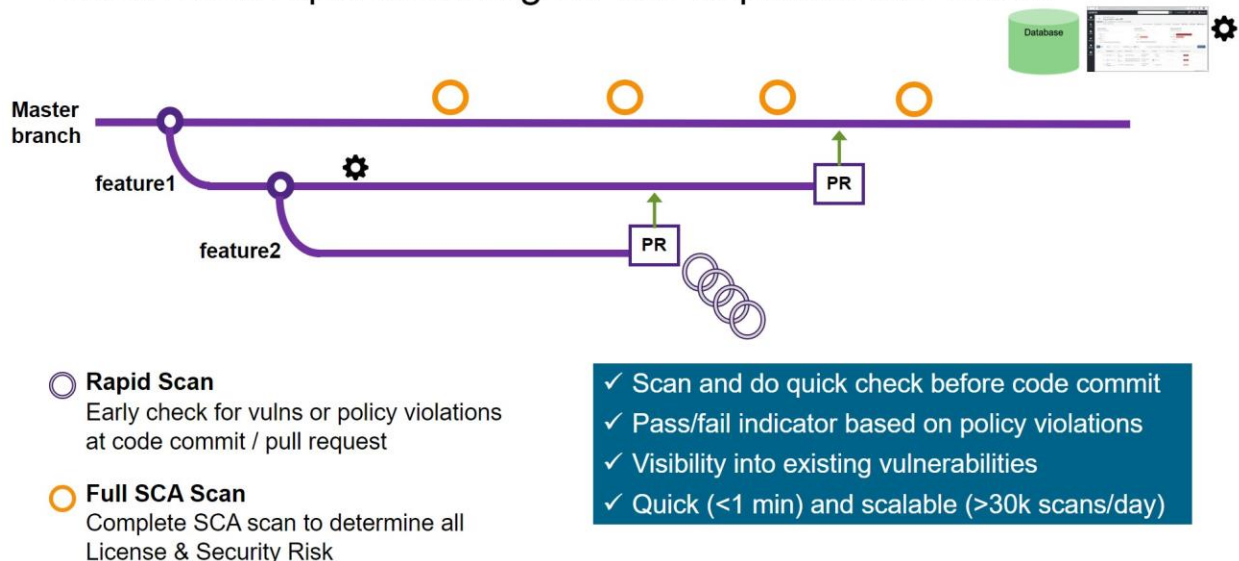 Database
Master
branch
feature1
PR
feature2
PR
Rapid Scan
Early check for vulns or policy violations
at code commit / pull request
Full SCA Scan
Complete SCA scan to determine all
License & Security Risk
✓ Scan and do quick check before code commit
✓ Pass/fail indicator based on policy violations
✓ Visibility into existing vulnerabilities
✓ Quick (<1 min) and scalable (>30k scans/day)